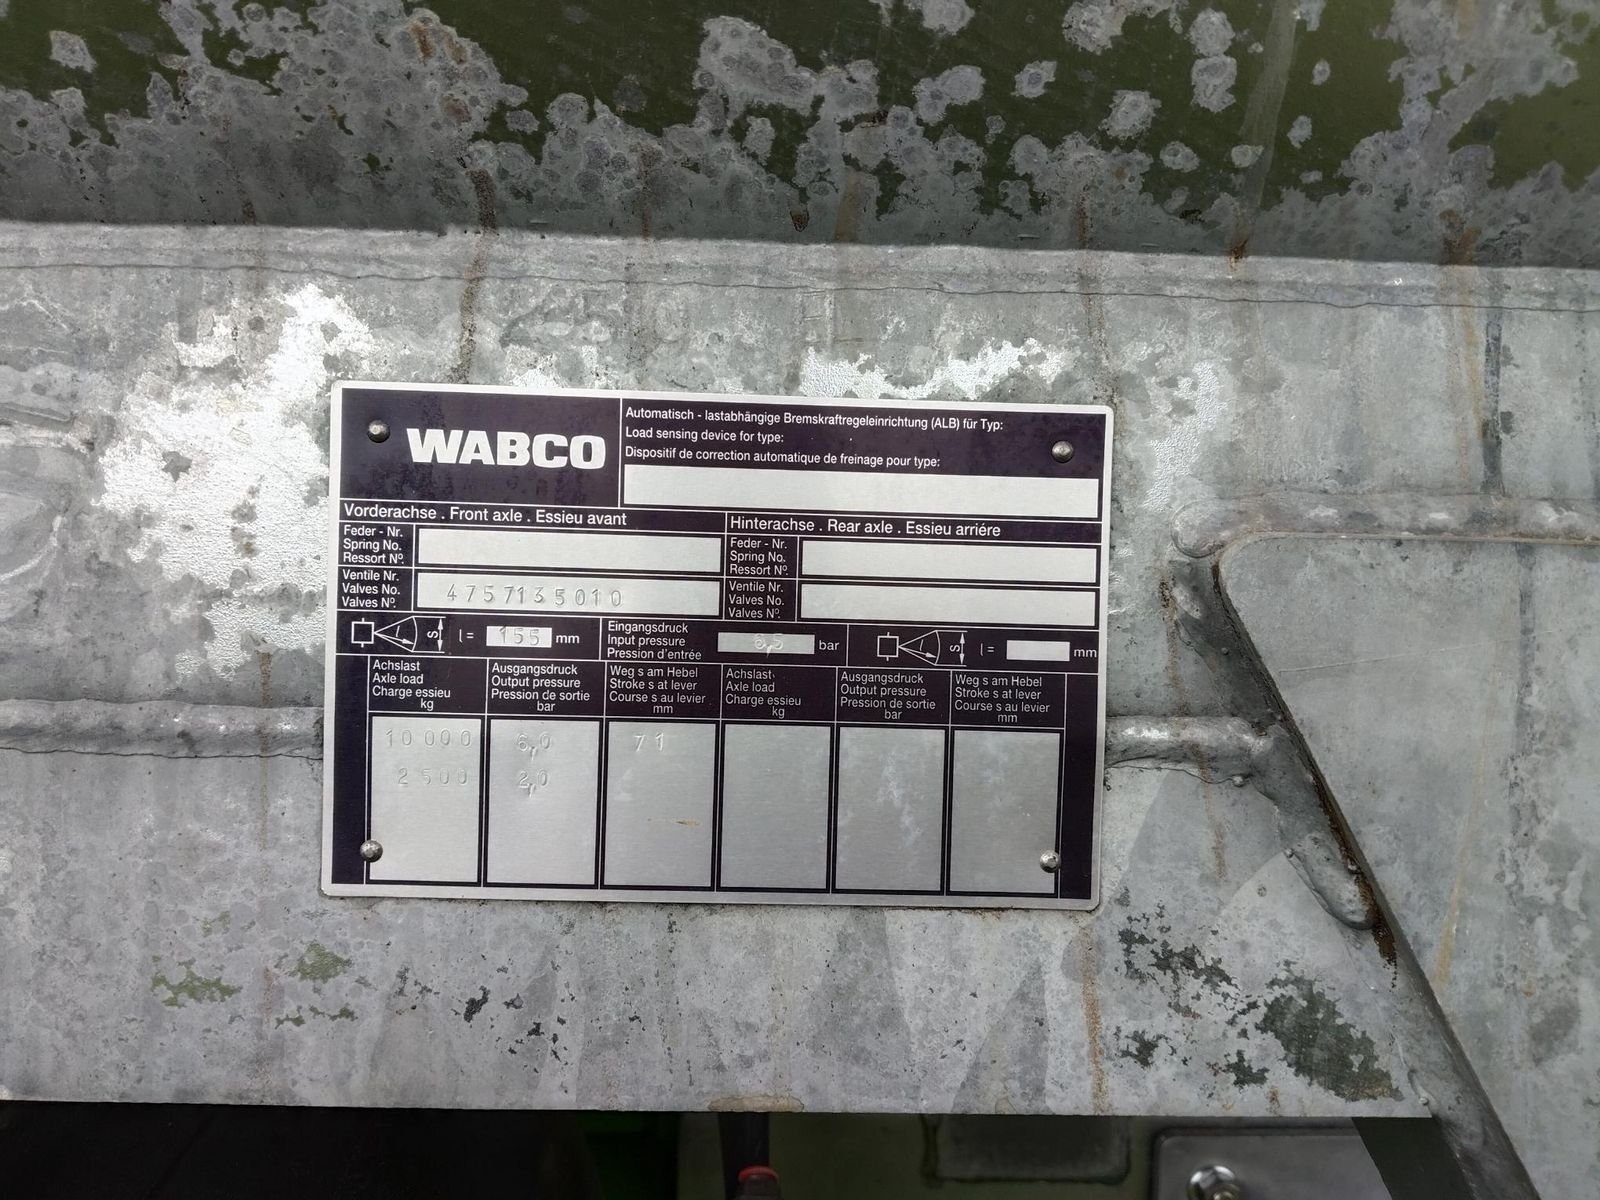 WABCO
Automatisch - lastabhängige Bremskraftregeleinrichtung (ALB) für Typ:
Load sensing device for type:
Dispositif de correction automatique de freinage pour type:
Vorderachse . Front axle . Essieu avant
Feder - Nr.
Spring No.
Ressort Nº.
Ventile Nr.
Valves No.
Valves Nº.
4757135010
Hinterachse . Rear axle . Essieu arriére
Feder - Nr.
Spring No.
Ressort Nº.
Ventile Nr.
Valves No.
Valves Nº.
l
S
l = 155 mm
Eingangsdruck
Input pressure
Pression d'entrée
6,5 bar
l
S
l = mm
Achslast
Axle load
Charge essieu
kg
Ausgangsdruck
Output pressure
Pression de sortie
bar
Weg s am Hebel
Stroke s at lever
Course s au levier
mm
Achslast
Axle load
Charge essieu
kg
Ausgangsdruck
Output pressure
Pression de sortie
bar
Weg s am Hebel
Stroke s at lever
Course s au levier
mm
10 000 6,0 71
2 500 2,0